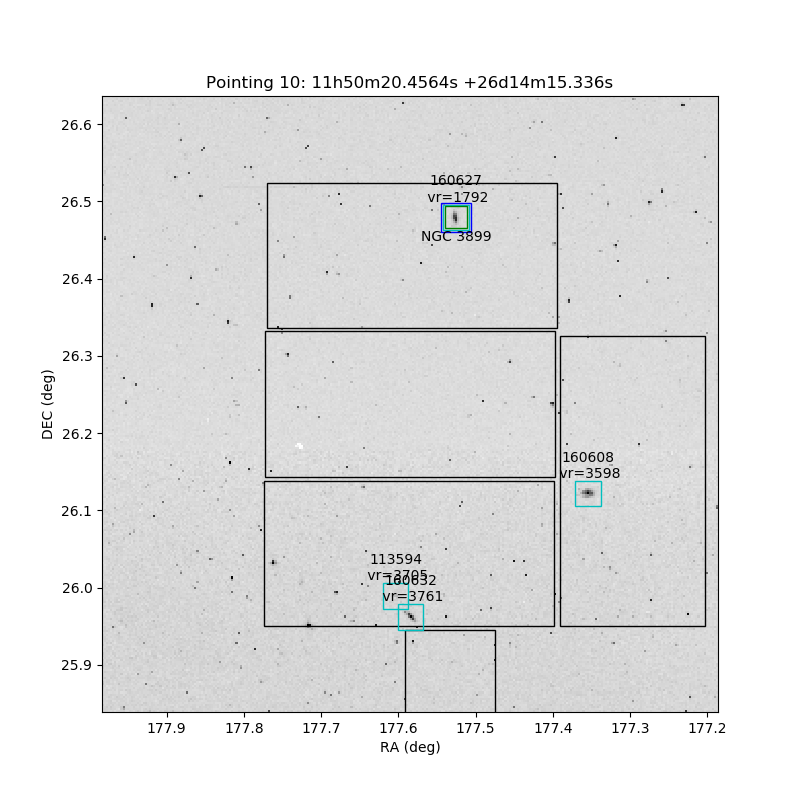 Pointing 10: 11h50m20.4564s +26d14m15.336s
26.6
26.5
26.4
26.3
26.2
26.1
26.0
25.9
DEC (deg)
160627
vr=1792
NGC 3899
160608
vr=3598
113594
vr=3705
160632
vr=3761
177.9
177.8
177.7
177.6
177.5
177.4
177.3
177.2
RA (deg)